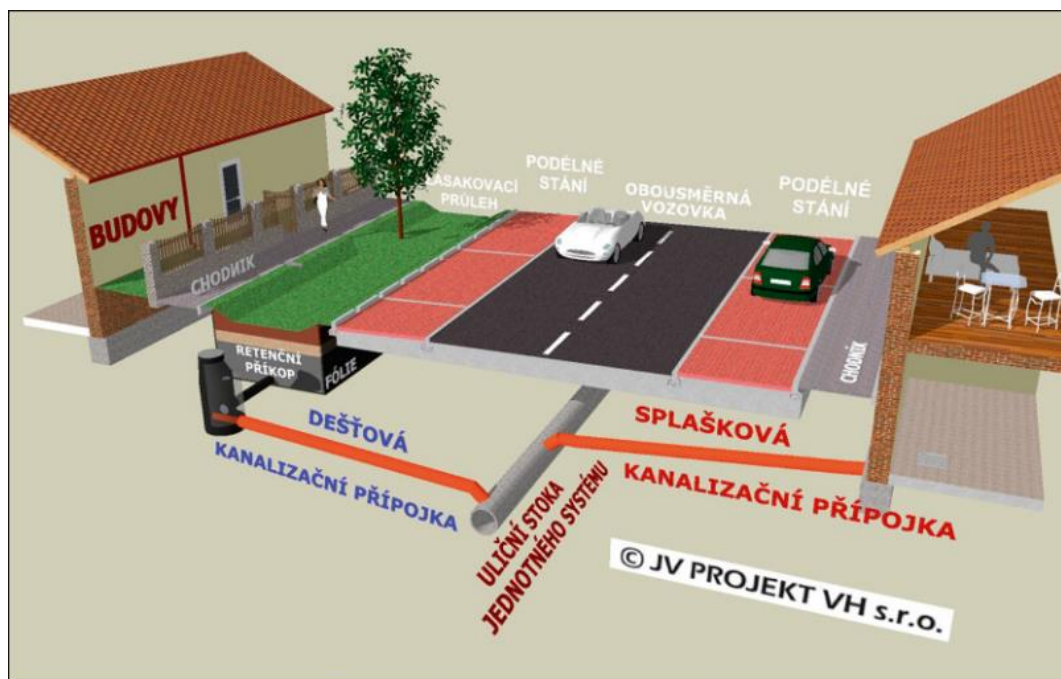 BUDOVY
CHODNÍK
ZASAKOVACÍ
PRŮLEH
PODÉLNÉ
STÁNÍ
OBOUSMĚRNÁ
VOZOVKA
PODÉLNÉ
STÁNÍ
CHODNÍK
RETENČNÍ
PŘÍKOP
FÓLIE
DEŠŤOVÁ
KANALIZAČNÍ PŘÍPOJKA
SPLAŠKOVÁ
KANALIZAČNÍ PŘÍPOJKA
ULIČNÍ STOKA
JEDNOTNÉHO SYSTÉMU
© JV PROJEKT VH s.r.o.